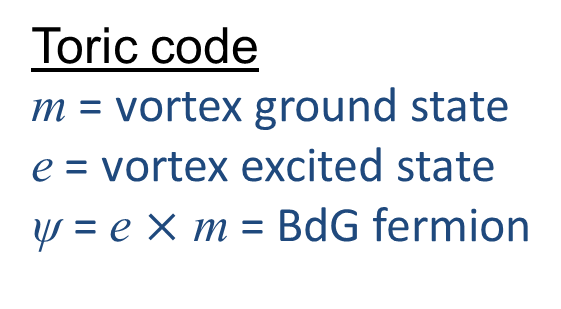 Toric code
m = vortex ground state
e = vortex excited state
ψ = e × m = BdG fermion